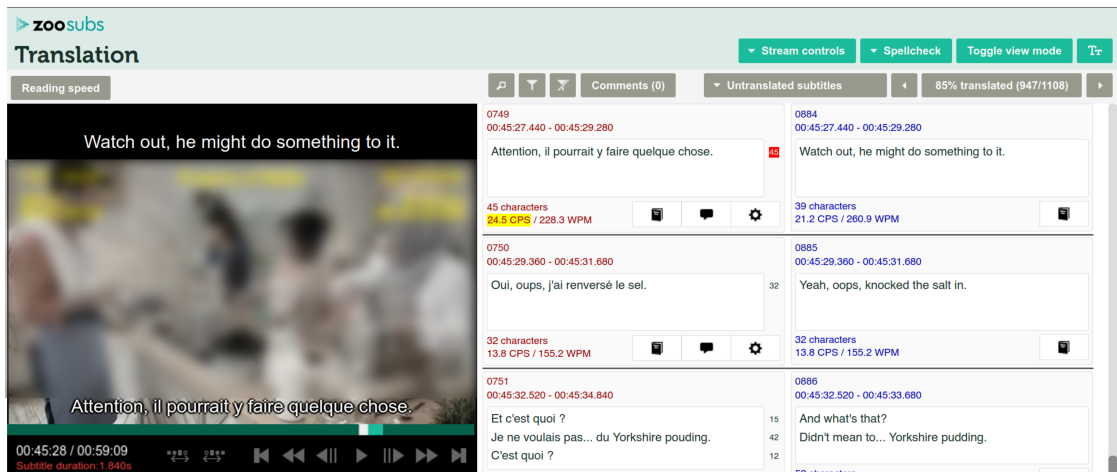 zoosubs
Translation
Stream controls
Spellcheck
Toggle view mode
Tт
Reading speed
Comments (0)
Untranslated subtitles
85% translated (947/1108)
Watch out, he might do something to it.
Attention, il pourrait y faire quelque chose.
00:45:28 / 00:59:09
Subtitle duration:1.840s
0749
00:45:27.440 - 00:45:29.280
Attention, il pourrait y faire quelque chose.
45
45 characters
24.5 CPS / 228.3 WPM
0884
00:45:27.440 - 00:45:29.280
Watch out, he might do something to it.
39 characters
21.2 CPS / 260.9 WPM
0750
00:45:29.360 - 00:45:31.680
Oui, oups, j'ai renversé le sel.
32
32 characters
13.8 CPS / 155.2 WPM
0885
00:45:29.360 - 00:45:31.680
Yeah, oops, knocked the salt in.
32 characters
13.8 CPS / 155.2 WPM
0751
00:45:32.520 - 00:45:34.840
Et c'est quoi ?
15
Je ne voulais pas... du Yorkshire pouding.
42
C'est quoi ?
12
0886
00:45:32.520 - 00:45:33.680
And what's that?
Didn't mean to... Yorkshire pudding.